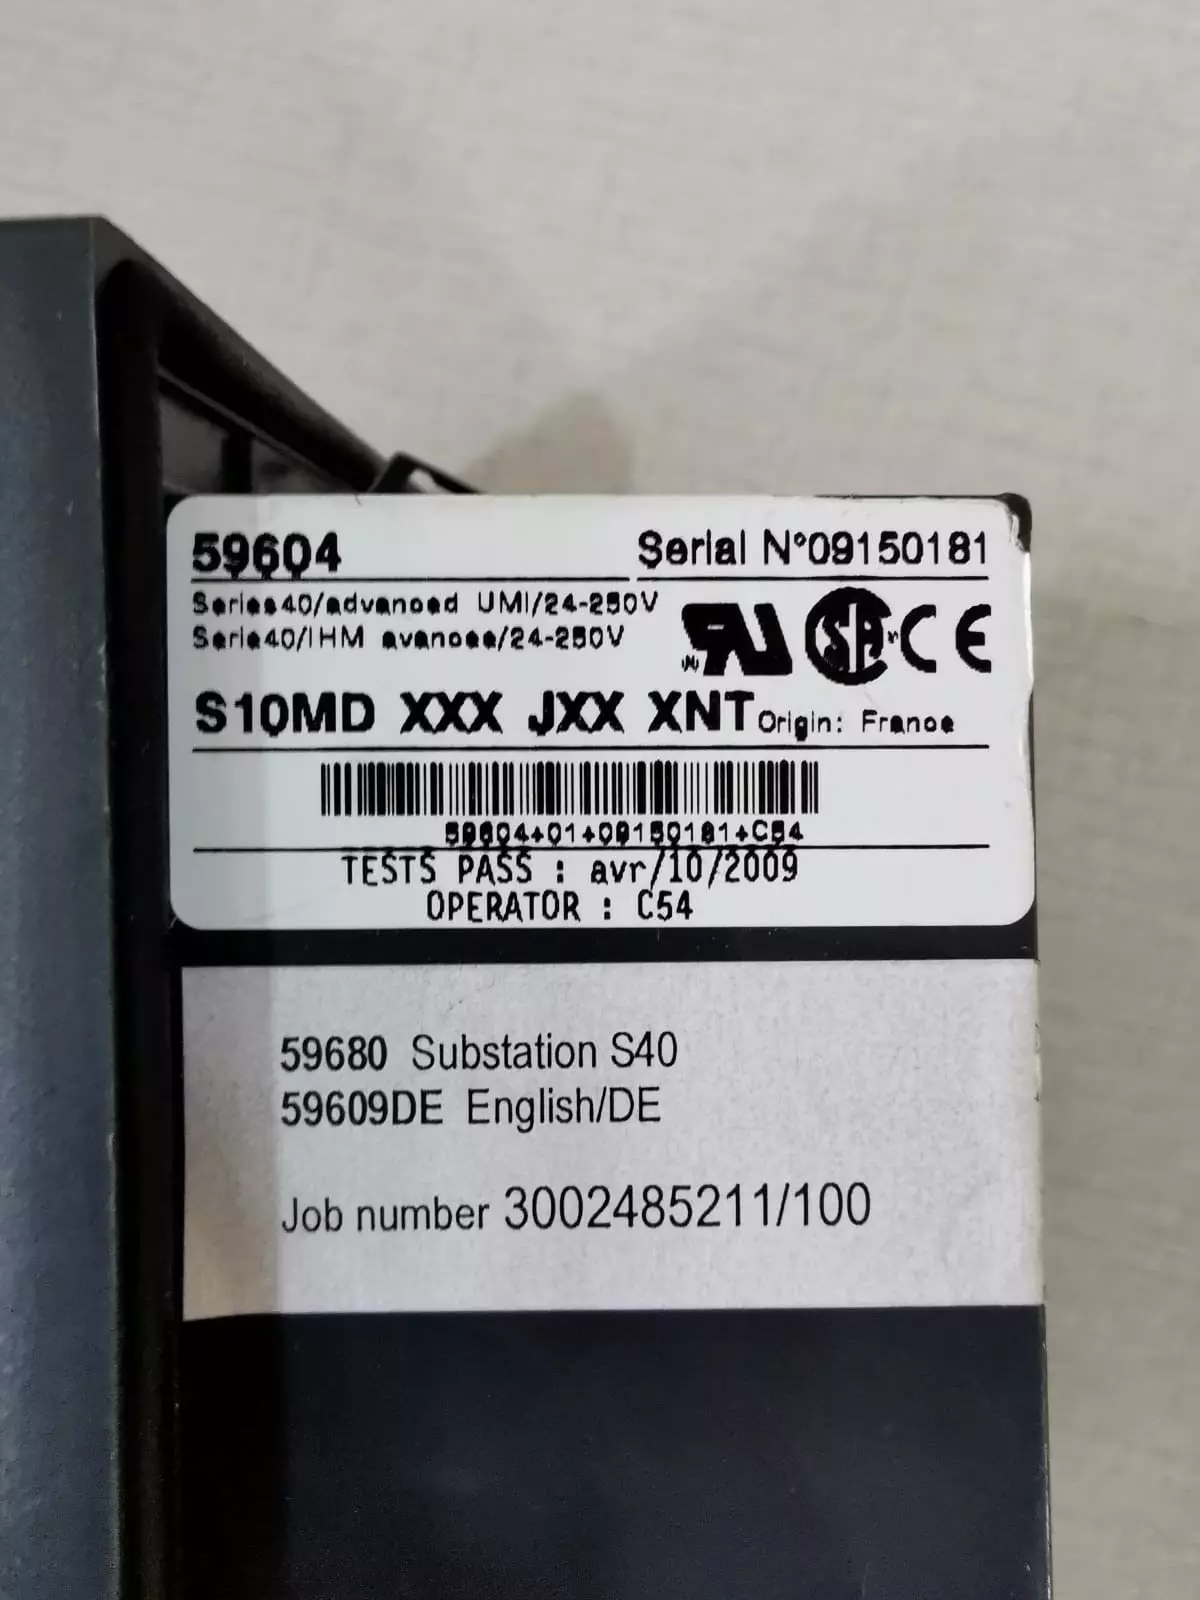 59604
Serial N°09150181
Series40/advanced UMI/24-250V
Serie40/IHM avancee/24-250V
S10MD XXX JXX XNT Origin: France
59604+01+09150181+C54
TESTS PASS : avr/10/2009
OPERATOR : C54
59680 Substation S40
59609DE English/DE
Job number 3002485211/100